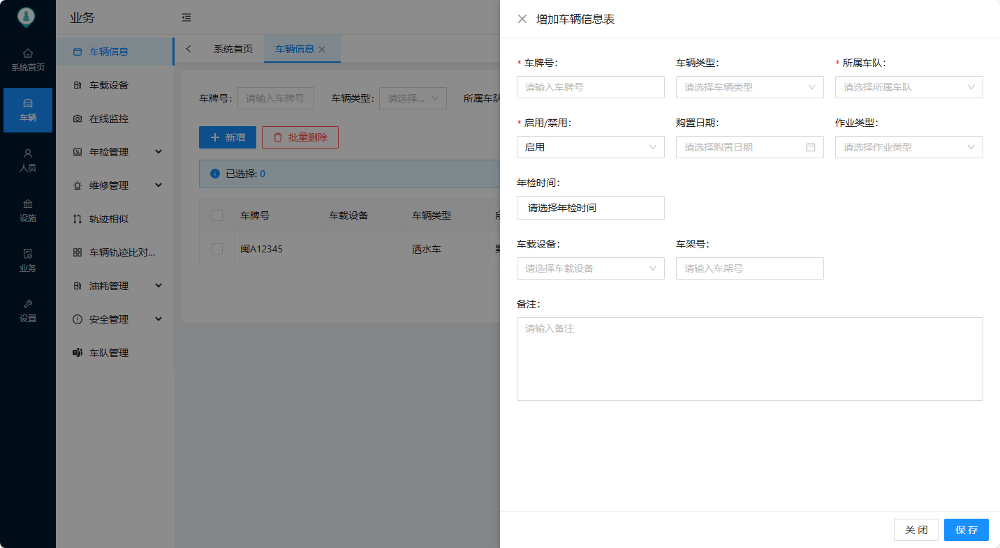 系统首页
车辆
人员
设施
业务
设置
业务
车辆信息
车载设备
在线监控
年检管理
维修管理
轨迹相似
车辆轨迹比对...
油耗管理
安全管理
车队管理
系统首页 车辆信息
车牌号: 请输入车牌号 车辆类型: 请选择... 所属车队
新增 批量删除
已选择: 0
车牌号 车载设备 车辆类型
闽A12345 洒水车
增加车辆信息表
* 车牌号: 车辆类型: * 所属车队:
请输入车牌号 请选择车辆类型 请选择所属车队
* 启用/禁用: 购置日期: 作业类型:
启用 请选择购置日期 请选择作业类型
年检时间:
请选择年检时间
车载设备: 车架号:
请选择车载设备 请输入车架号
备注:
请输入备注
关 闭 保 存